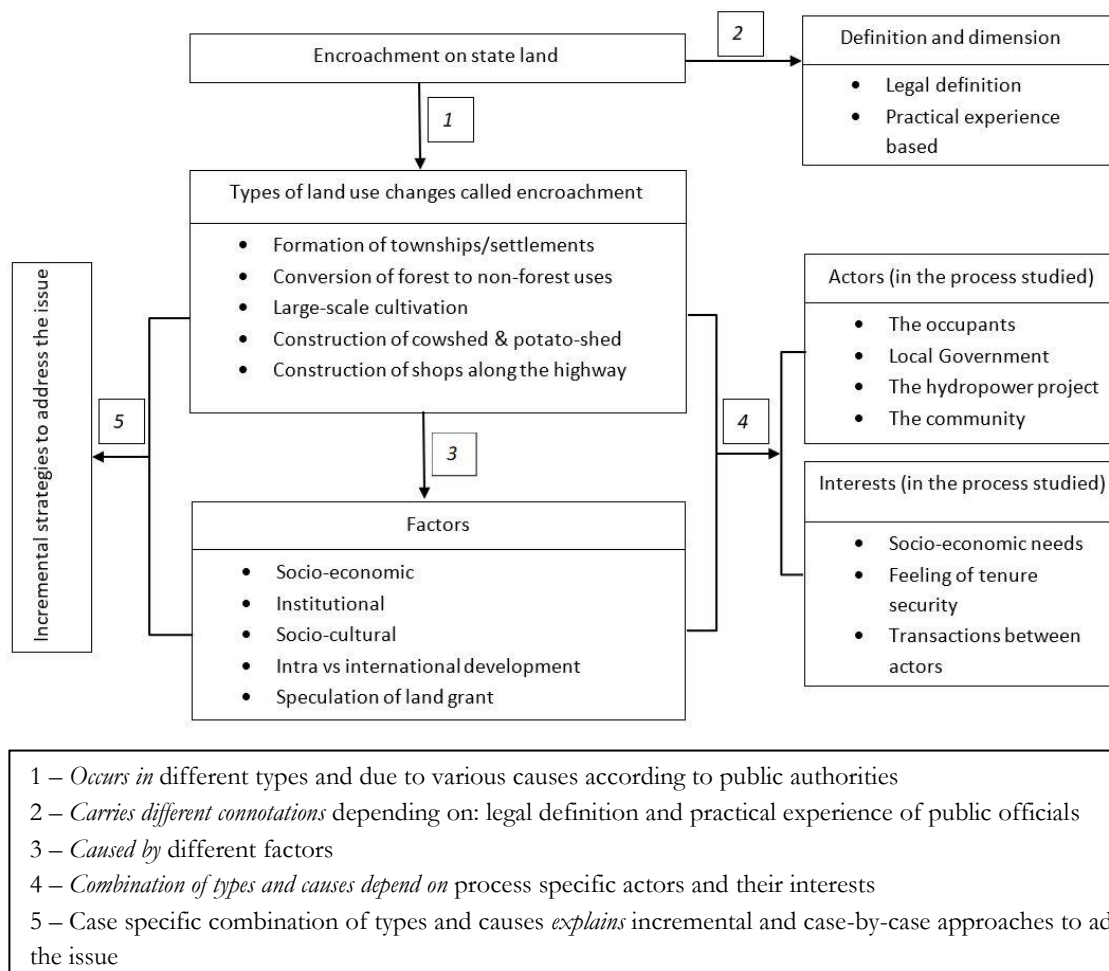 Encroachment on state land
2
Definition and dimension
• Legal definition
• Practical experience
based
1
Types of land use changes called encroachment
• Formation of townships/settlements
• Conversion of forest to non-forest uses
• Large-scale cultivation
• Construction of cowshed & potato-shed
• Construction of shops along the highway
Incremental strategies to address the issue
5
3
4
Actors (in the process studied)
• The occupants
• Local Government
• The hydropower project
• The community
Interests (in the process studied)
• Socio-economic needs
• Feeling of tenure
security
• Transactions between
actors
Factors
• Socio-economic
• Institutional
• Socio-cultural
• Intra vs international development
• Speculation of land grant
1 – Occurs in different types and due to various causes according to public authorities
2 – Carries different connotations depending on: legal definition and practical experience of public officials
3 – Caused by different factors
4 – Combination of types and causes depend on process specific actors and their interests
5 – Case specific combination of types and causes explains incremental and case-by-case approaches to ad
the issue